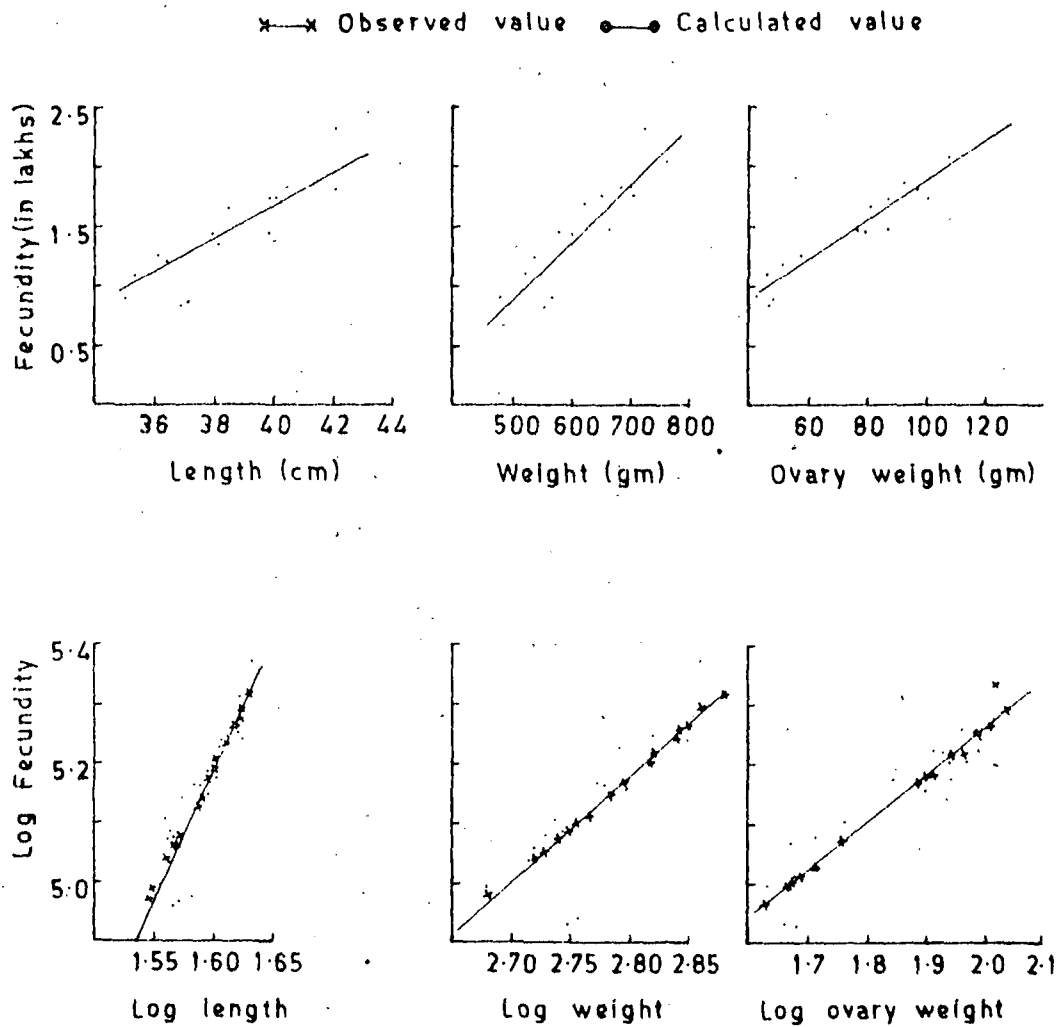 Observed value Calculated value
Fecundity (in lakhs)
2·5
1·5
0·5
36 38 40 42 44
Length (cm)
500 600 700 800
Weight (gm)
60 80 100 120
Ovary weight (gm)
Log Fecundity
5·4
5·2
5·0
1·55 1·60 1·65
Log length
2·70 2·75 2·80 2·85
Log weight
1·7 1·8 1·9 2·0 2·1
Log ovary weight